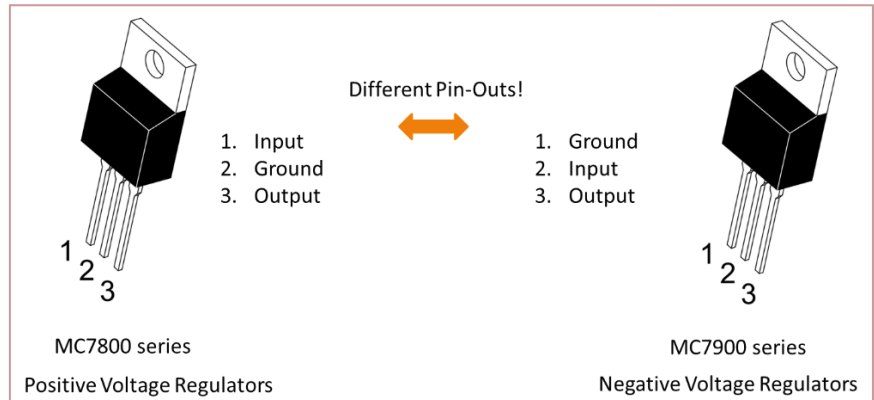 Different Pin-Outs!
1. Input
2. Ground
3. Output
1. Ground
2. Input
3. Output
1
2
3
1
2
3
MC7800 series
Positive Voltage Regulators
MC7900 series
Negative Voltage Regulators